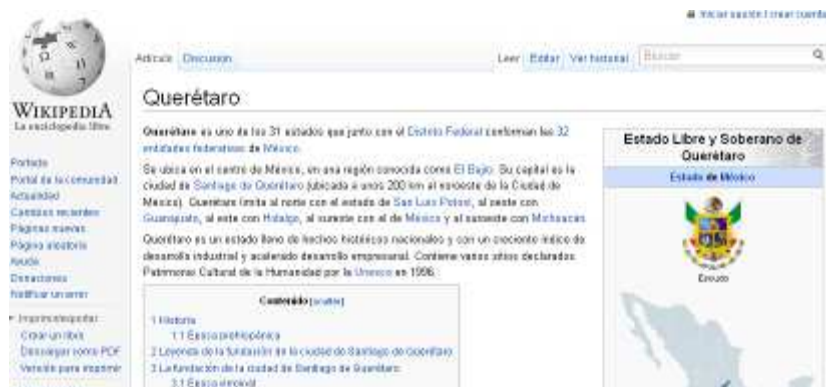 Iniciar sesión / crear cuenta
Artículo Discusión Leer Editar Ver historial Buscar
WIKIPEDIA
La enciclopedia libre
Portada
Portal de la comunidad
Actualidad
Cambios recientes
Páginas nuevas
Página aleatoria
Ayuda
Donaciones
Notificar un error
Imprimir/exportar
Crear un libro
Descargar como PDF
Versión para imprimir
Querétaro
Querétaro es uno de los 31 estados que junto con el Distrito Federal conforman las 32
entidades federativas de México.
Se ubica en el centro de México, en una región conocida como El Bajío. Su capital es la
ciudad de Santiago de Querétaro (ubicada a unos 200 km al noroeste de la Ciudad de
México). Querétaro limita al norte con el estado de San Luis Potosí, al oeste con
Guanajuato, al este con Hidalgo, al sureste con el de México y al suroeste con Michoacán.
Querétaro es un estado lleno de hechos históricos nacionales y con un creciente índice de
desarrollo industrial y acelerado desarrollo empresarial. Contiene varios sitios declarados
Patrimonio Cultural de la Humanidad por la Unesco en 1996.
Contenido [ocultar]
1 Historia
1.1 Época prehispánica
2 Leyenda de la fundación de la ciudad de Santiago de Querétaro
3 La fundación de la ciudad de Santiago de Querétaro
3.1 Época virreinal
Estado Libre y Soberano de
Querétaro
Estado de México
Escudo